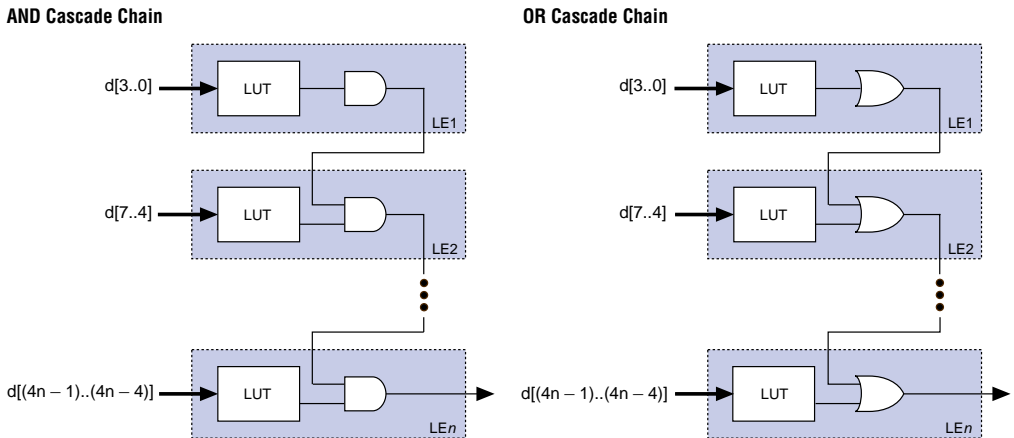 AND Cascade Chain
d[3..0]
LUT
LE1
d[7..4]
LUT
LE2
d[(4n – 1)..(4n – 4)]
LUT
LEn
OR Cascade Chain
d[3..0]
LUT
LE1
d[7..4]
LUT
LE2
d[(4n – 1)..(4n – 4)]
LUT
LEn